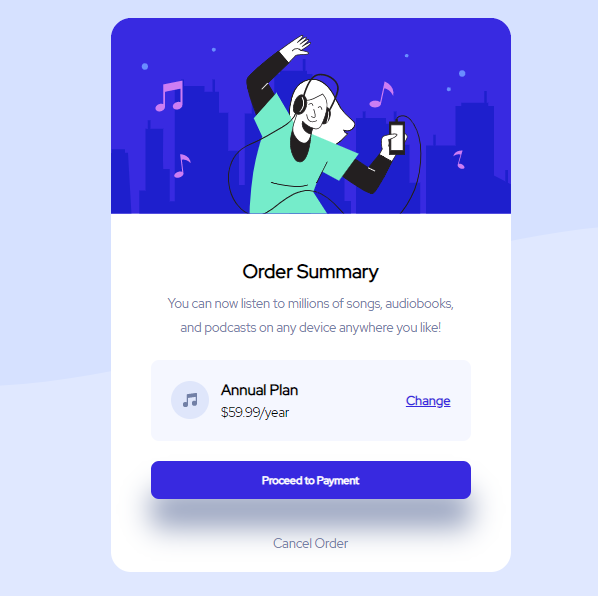 Order Summary
You can now listen to millions of songs, audiobooks,
and podcasts on any device anywhere you like!
Annual Plan
$59.99/year
Change
Proceed to Payment
Cancel Order